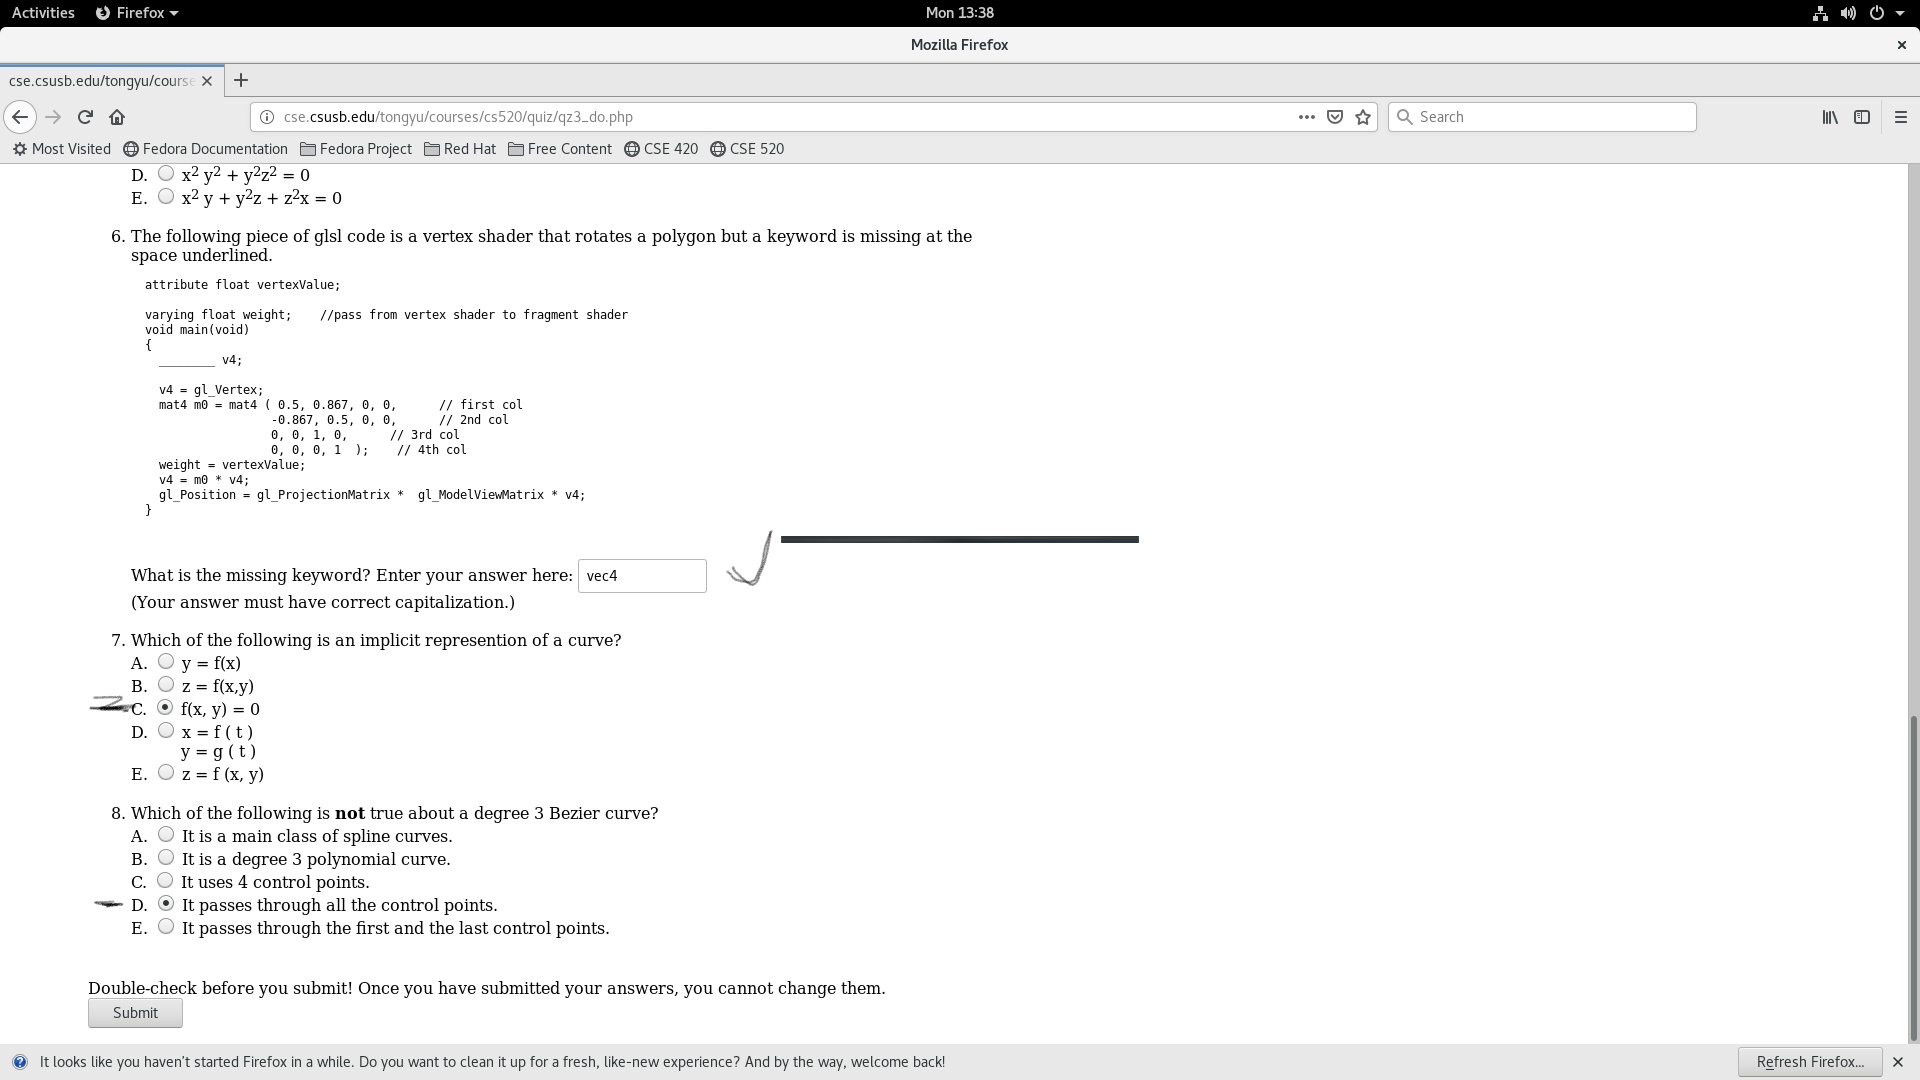 Activities Firefox Mon 13:38
Mozilla Firefox
cse.csusb.edu/tongyu/course
cse.csusb.edu/tongyu/courses/cs520/quiz/qz3_do.php Search
Most Visited Fedora Documentation Fedora Project Red Hat Free Content CSE 420 CSE 520
D. x² y² + y²z² = 0
E. x² y + y²z + z²x = 0
6. The following piece of glsl code is a vertex shader that rotates a polygon but a keyword is missing at the
space underlined.
attribute float vertexValue;
varying float weight;    //pass from vertex shader to fragment shader
void main(void)
{
  ________ v4;
  v4 = gl_Vertex;
  mat4 m0 = mat4 ( 0.5, 0.867, 0, 0,      // first col
                  -0.867, 0.5, 0, 0,      // 2nd col
                  0, 0, 1, 0,      // 3rd col
                  0, 0, 0, 1  );    // 4th col
  weight = vertexValue;
  v4 = m0 * v4;
  gl_Position = gl_ProjectionMatrix *  gl_ModelViewMatrix * v4;
}
What is the missing keyword? Enter your answer here: vec4
(Your answer must have correct capitalization.)
7. Which of the following is an implicit represention of a curve?
A. y = f(x)
B. z = f(x,y)
C. f(x, y) = 0
D. x = f ( t )
y = g ( t )
E. z = f (x, y)
8. Which of the following is not true about a degree 3 Bezier curve?
A. It is a main class of spline curves.
B. It is a degree 3 polynomial curve.
C. It uses 4 control points.
D. It passes through all the control points.
E. It passes through the first and the last control points.
Double-check before you submit! Once you have submitted your answers, you cannot change them.
Submit
It looks like you haven't started Firefox in a while. Do you want to clean it up for a fresh, like-new experience? And by the way, welcome back! Refresh Firefox...